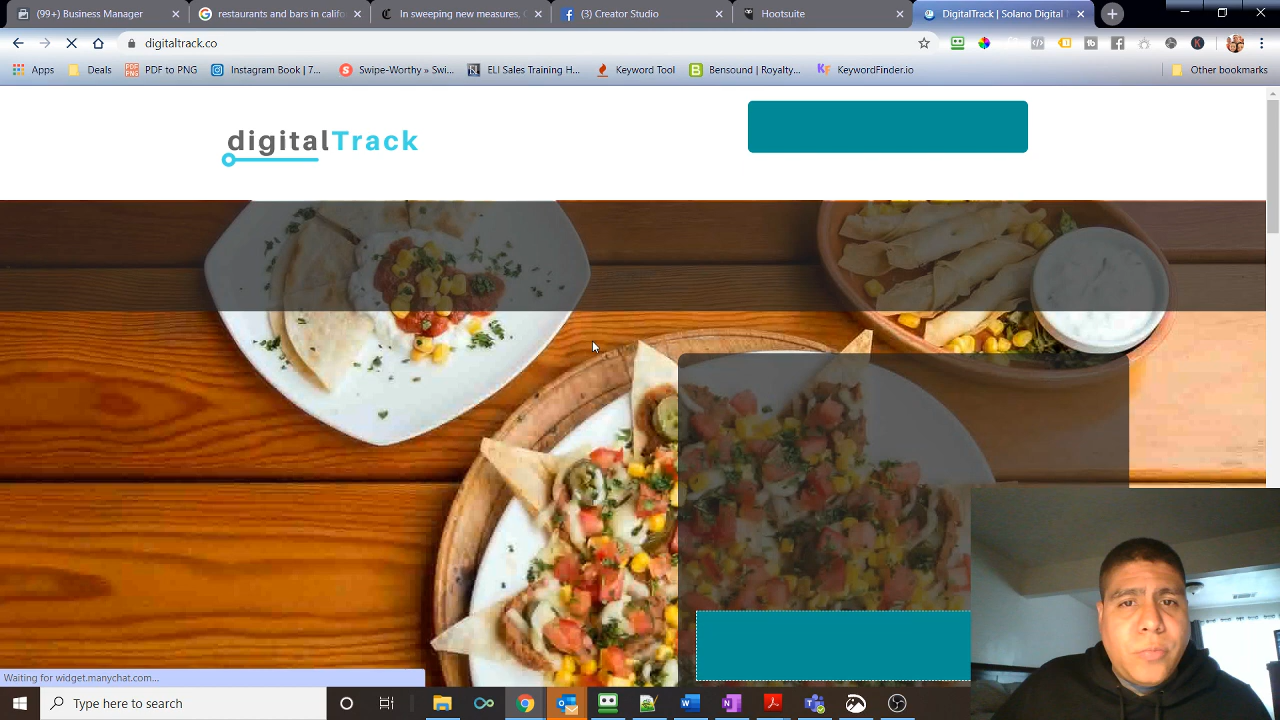 (99+) Business Manager
restaurants and bars in califo
In sweeping new measures, C
(3) Creator Studio
Hootsuite
DigitalTrack | Solano Digital
digitaltrack.co
Apps
Deals
PDF to PNG
Instagram Book | 7...
Swipe-Worthy » Swi...
ELI Sales Training H...
Keyword Tool
Bensound | Royalty...
KeywordFinder.io
Other bookmarks
digitalTrack
Waiting for widget.manychat.com...
Type here to search